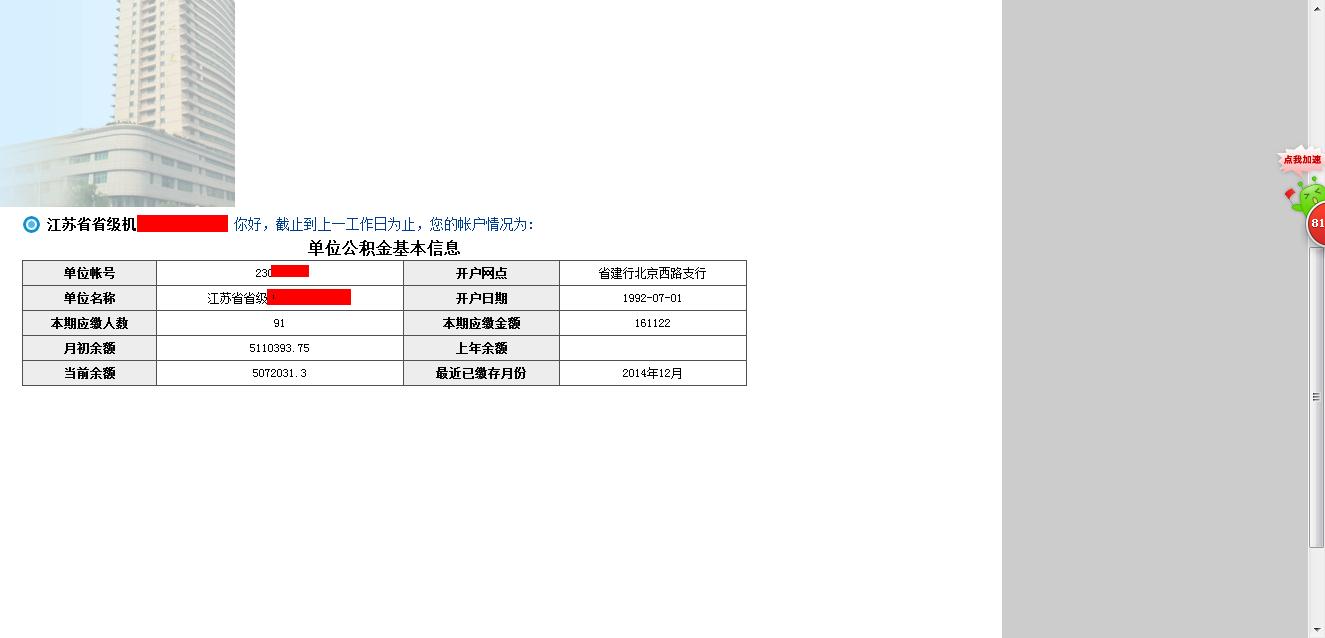 江苏省省级机 你好，截止到上一工作日为止，您的帐户情况为：
单位公积金基本信息
单位帐号 230 开户网点 省建行北京西路支行
单位名称 江苏省省级 开户日期 1992-07-01
本期应缴人数 91 本期应缴金额 161122
月初余额 5110393.75 上年余额
当前余额 5072031.3 最近已缴存月份 2014年12月
点我加速
81